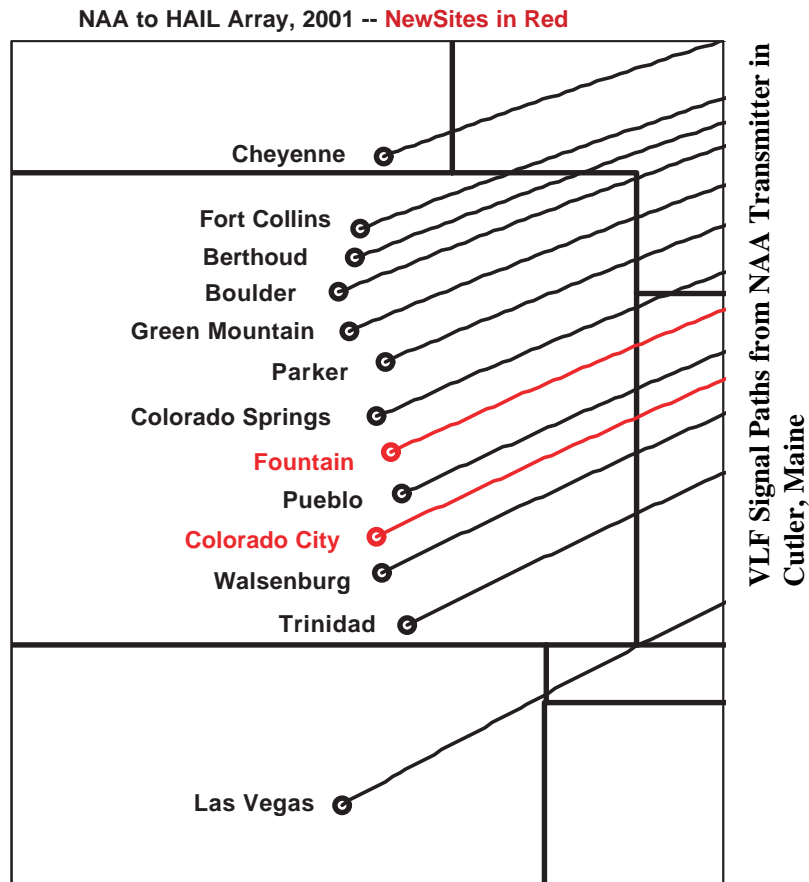 NAA to HAIL Array, 2001 -- NewSites in Red
Cheyenne
Fort Collins
Berthoud
Boulder
Green Mountain
Parker
Colorado Springs
Fountain
Pueblo
Colorado City
Walsenburg
Trinidad
Las Vegas
VLF Signal Paths from NAA Transmitter in
Cutler, Maine